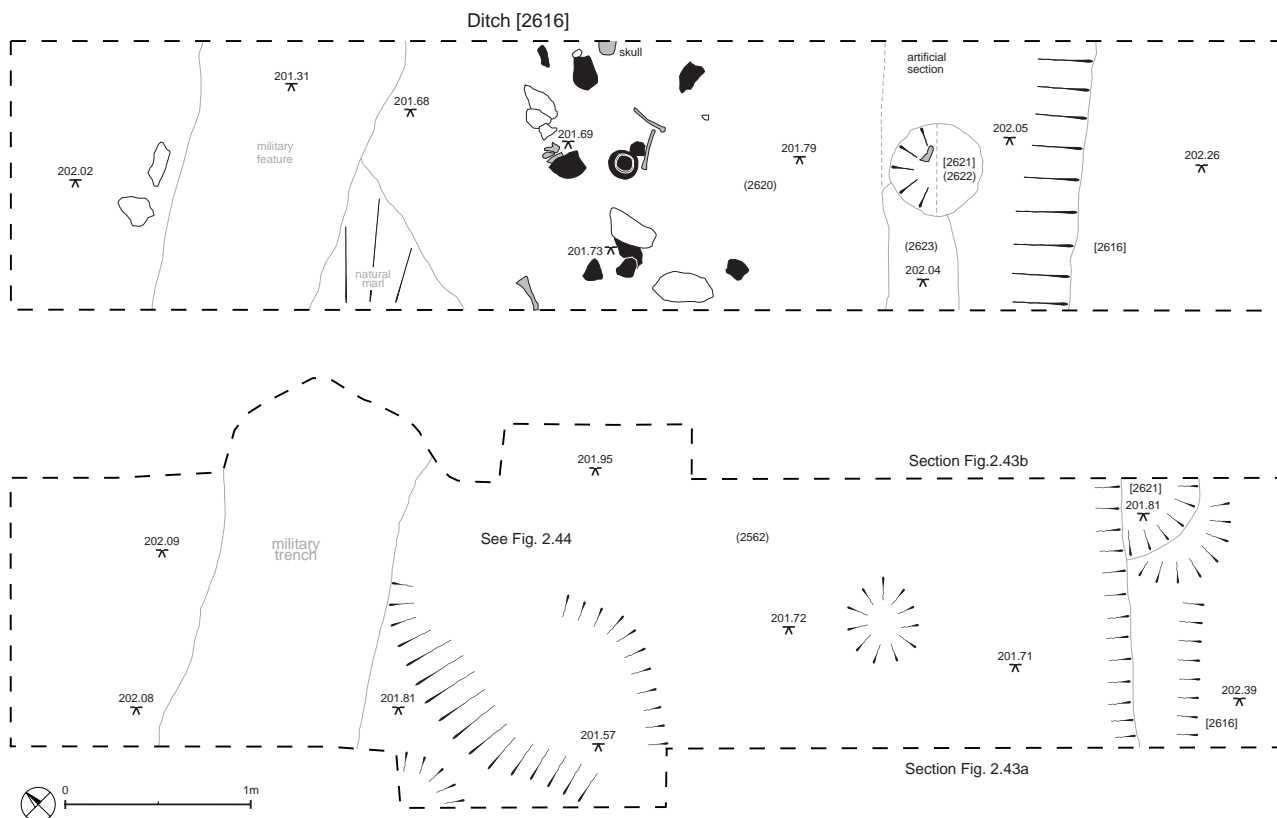 Ditch [2616]
skull
artificial
section
201.31
201.68
military
feature
201.69
201.79
202.05
202.26
202.02
[2621]
(2622)
(2620)
(2623)
[2616]
201.73
natural
marl
202.04
201.95
Section Fig.2.43b
[2621]
201.81
202.09
military
trench
See Fig. 2.44
(2562)
201.72
201.71
202.08
201.81
202.39
[2616]
201.57
Section Fig. 2.43a
0
1m